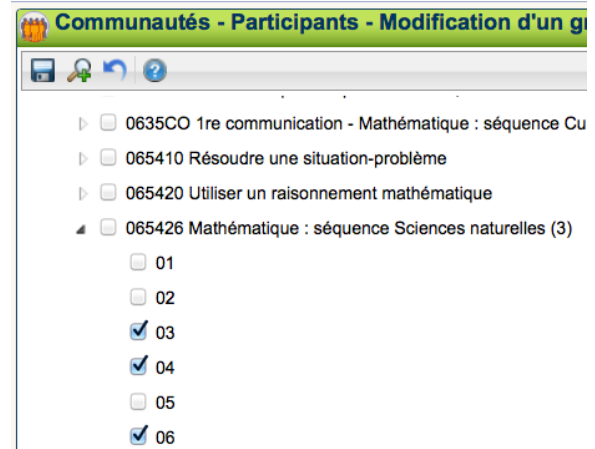 Communautés - Participants - Modification d'un gr
0635CO 1re communication - Mathématique : séquence Cu
065410 Résoudre une situation-problème
065420 Utiliser un raisonnement mathématique
065426 Mathématique : séquence Sciences naturelles (3)
01
02
03
04
05
06